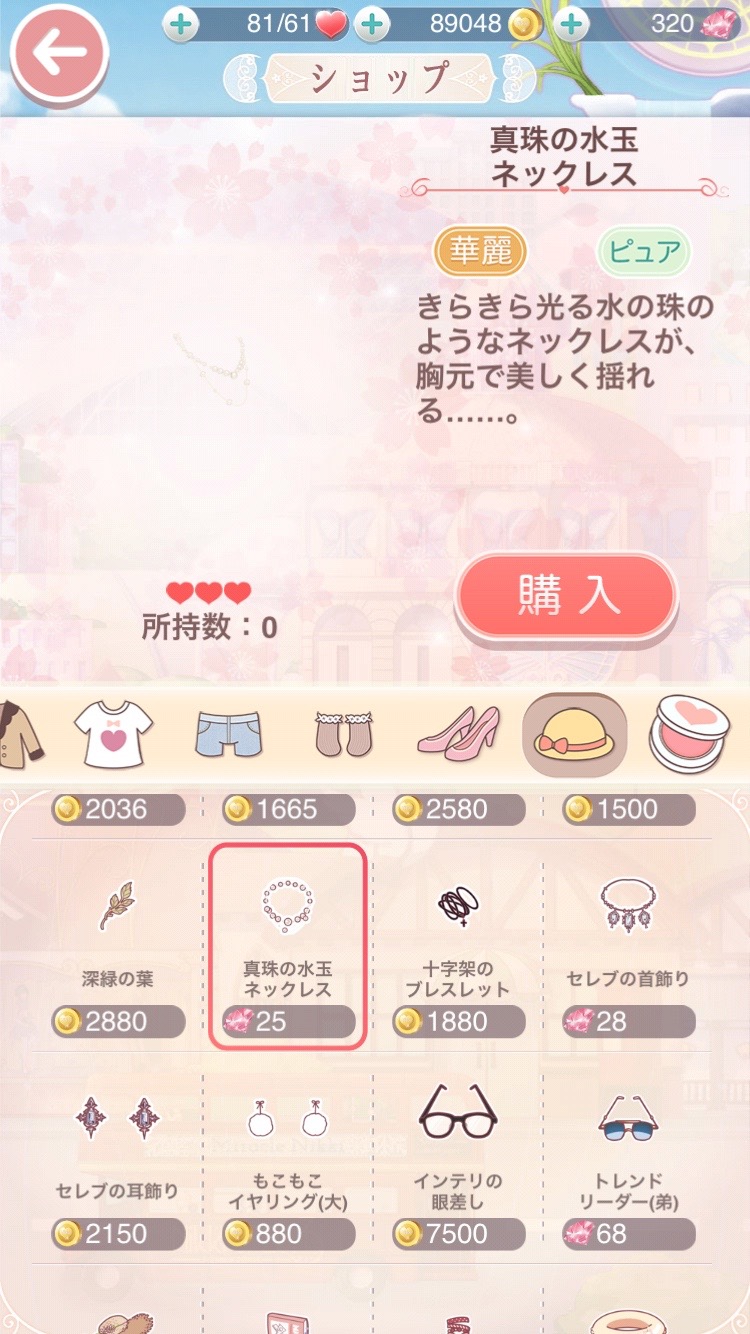 81/61
89048
320
ショップ
真珠の水玉
ネックレス
華麗
ピュア
きらきら光る水の珠の
ようなネックレスが、
胸元で美しく揺れ
る……。
所持数：0
購入
2036
1665
2580
1500
深緑の葉
真珠の水玉
ネックレス
十字架の
ブレスレット
セレブの首飾り
2880
25
1880
28
セレブの耳飾り
もこもこ
イヤリング(大)
インテリの
眼差し
トレンド
リーダー(弟)
2150
880
7500
68